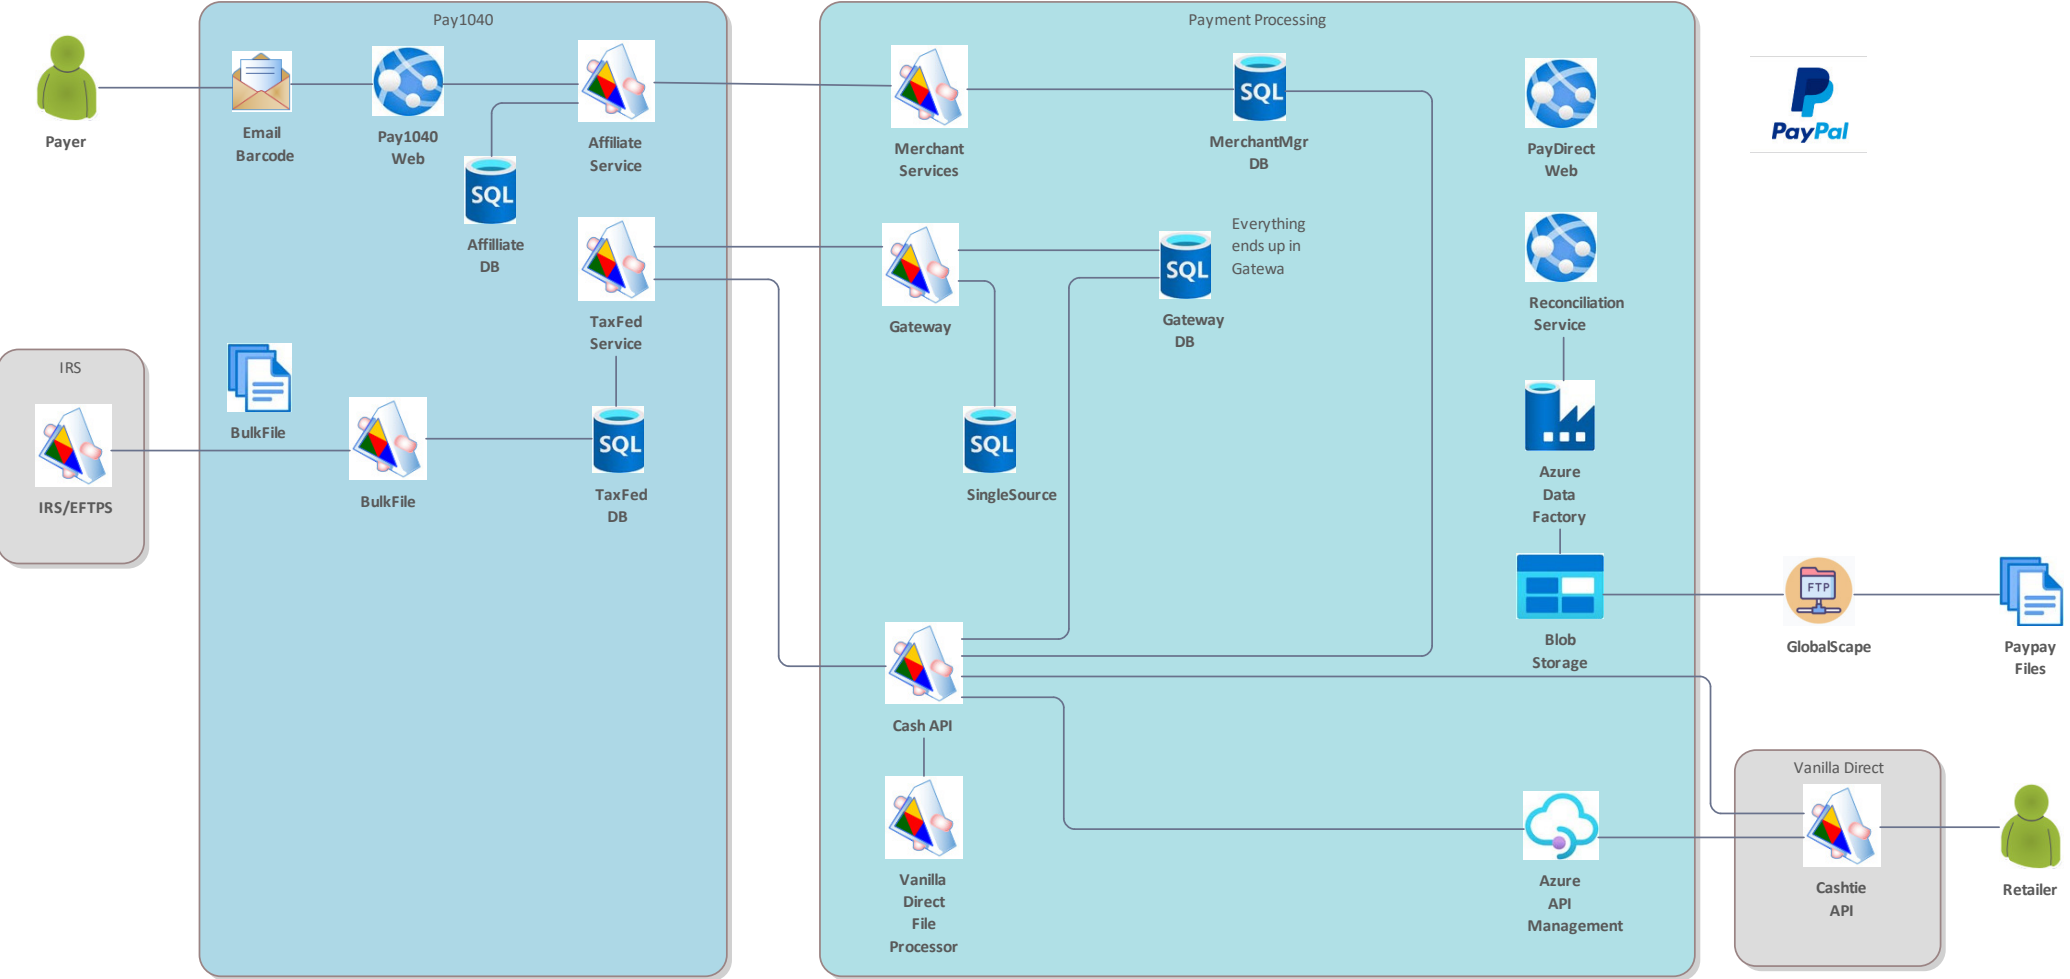 Pay1040
Payment Processing
Payer
Email
Barcode
Pay1040
Web
Affiliate
Service
SQL
Affilliate
DB
Merchant
Services
SQL
MerchantMgr
DB
PayDirect
Web
PayPal
TaxFed
Service
Gateway
SQL
Gateway
DB
Everything
ends up in
Gatewa
Reconciliation
Service
IRS
IRS/EFTPS
BulkFile
BulkFile
SQL
TaxFed
DB
SQL
SingleSource
Azure
Data
Factory
Blob
Storage
FTP
GlobalScape
Paypay
Files
Cash API
Vanilla
Direct
File
Processor
Azure
API
Management
Vanilla Direct
Cashtie
API
Retailer